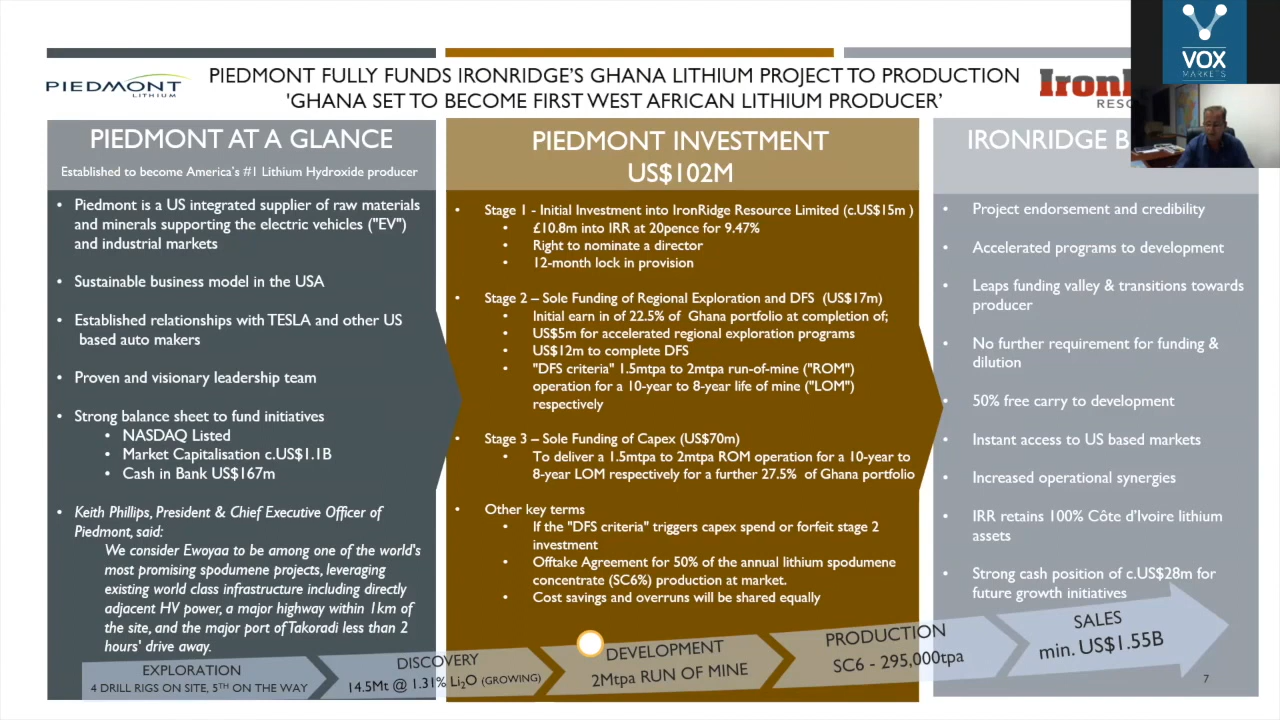 VOX
MARKETS
PIEDMONT
LITHIUM
PIEDMONT FULLY FUNDS IRONRIDGE'S GHANA LITHIUM PROJECT TO PRODUCTION
'GHANA SET TO BECOME FIRST WEST AFRICAN LITHIUM PRODUCER'
PIEDMONT AT A GLANCE
Established to become America's #1 Lithium Hydroxide producer
• Piedmont is a US integrated supplier of raw materials
and minerals supporting the electric vehicles ("EV")
and industrial markets
• Sustainable business model in the USA
• Established relationships with TESLA and other US
based auto makers
• Proven and visionary leadership team
• Strong balance sheet to fund initiatives
• NASDAQ Listed
• Market Capitalisation c.US$1.1B
• Cash in Bank US$167m
• Keith Phillips, President & Chief Executive Officer of
Piedmont, said:
We consider Ewoyaa to be among one of the world's
most promising spodumene projects, leveraging
existing world class infrastructure including directly
adjacent HV power, a major highway within 1km of
the site, and the major port of Takoradi less than 2
hours' drive away.
PIEDMONT INVESTMENT
US$102M
• Stage 1 - Initial Investment into IronRidge Resource Limited (c.US$15m )
• £10.8m into IRR at 20pence for 9.47%
• Right to nominate a director
• 12-month lock in provision
• Stage 2 – Sole Funding of Regional Exploration and DFS (US$17m)
• Initial earn in of 22.5% of Ghana portfolio at completion of;
• US$5m for accelerated regional exploration programs
• US$12m to complete DFS
• "DFS criteria" 1.5mtpa to 2mtpa run-of-mine ("ROM")
operation for a 10-year to 8-year life of mine ("LOM")
respectively
• Stage 3 – Sole Funding of Capex (US$70m)
• To deliver a 1.5mtpa to 2mtpa ROM operation for a 10-year to
8-year LOM respectively for a further 27.5% of Ghana portfolio
• Other key terms
• If the "DFS criteria" triggers capex spend or forfeit stage 2
investment
• Offtake Agreement for 50% of the annual lithium spodumene
concentrate (SC6%) production at market.
• Cost savings and overruns will be shared equally
IRONRIDGE B
• Project endorsement and credibility
• Accelerated programs to development
• Leaps funding valley & transitions towards
producer
• No further requirement for funding &
dilution
• 50% free carry to development
• Instant access to US based markets
• Increased operational synergies
• IRR retains 100% Côte d'Ivoire lithium
assets
• Strong cash position of c.US$28m for
future growth initiatives
EXPLORATION
4 DRILL RIGS ON SITE, 5TH ON THE WAY
DISCOVERY
14.5Mt @ 1.31% Li2O (GROWING)
DEVELOPMENT
2Mtpa RUN OF MINE
PRODUCTION
SC6 - 295,000tpa
SALES
min. US$1.55B
7